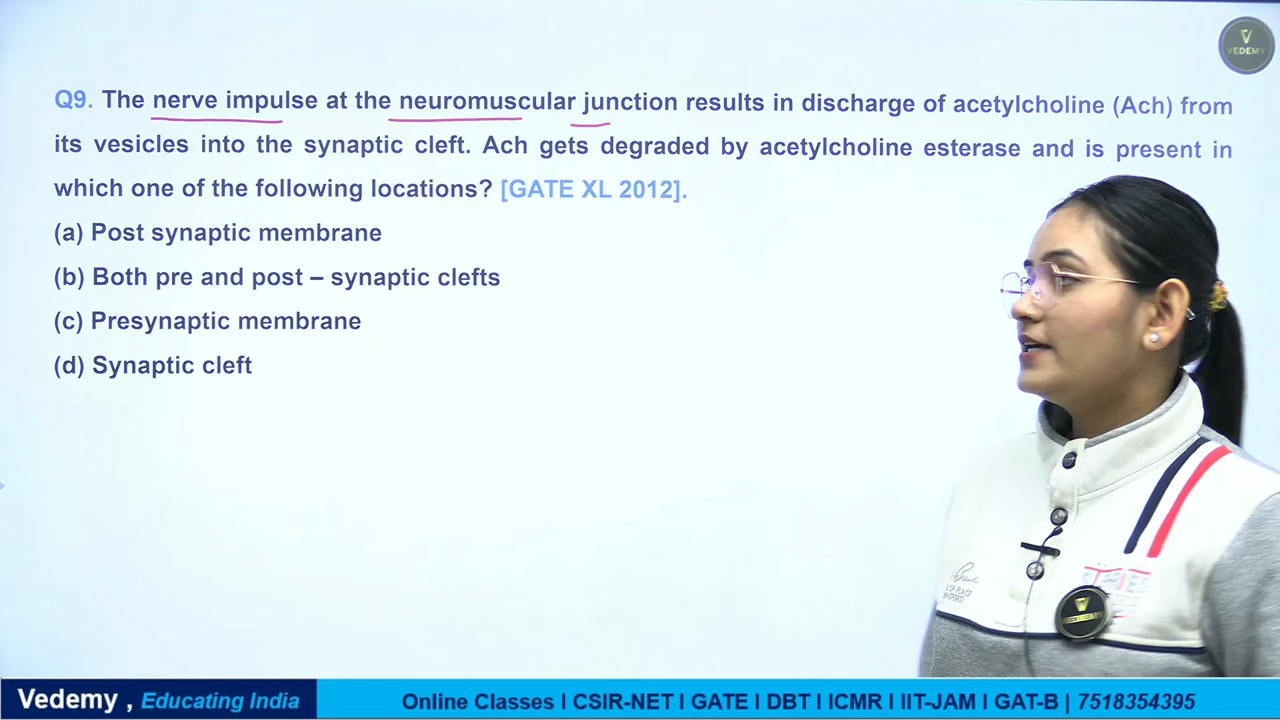 VEDEMY
Q9. The nerve impulse at the neuromuscular junction results in discharge of acetylcholine (Ach) from
its vesicles into the synaptic cleft. Ach gets degraded by acetylcholine esterase and is present in
which one of the following locations? [GATE XL 2012].
(a) Post synaptic membrane
(b) Both pre and post – synaptic clefts
(c) Presynaptic membrane
(d) Synaptic cleft
VEDEMY
Vedemy , Educating India
Online Classes I CSIR-NET I GATE I DBT I ICMR I IIT-JAM I GAT-B | 7518354395